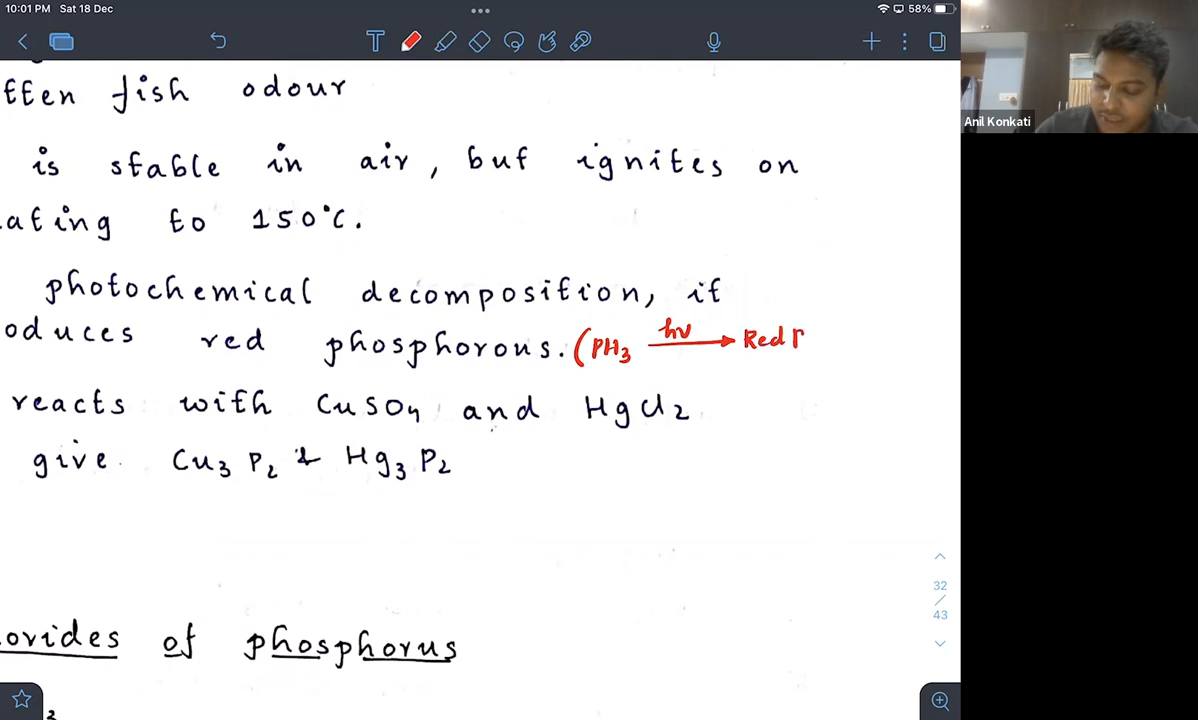 10:01 PM Sat 18 Dec
58%
tten fish odour
Anil Konkati
is stable in air, but ignites on
ating to 150°C.
photochemical decomposition, it
oduces red phosphorous. (PH3 hv → Red P
reacts with CuSO4 and HgCl2
give Cu3P2 & Hg3P2
32
/
43
orides of phosphorus